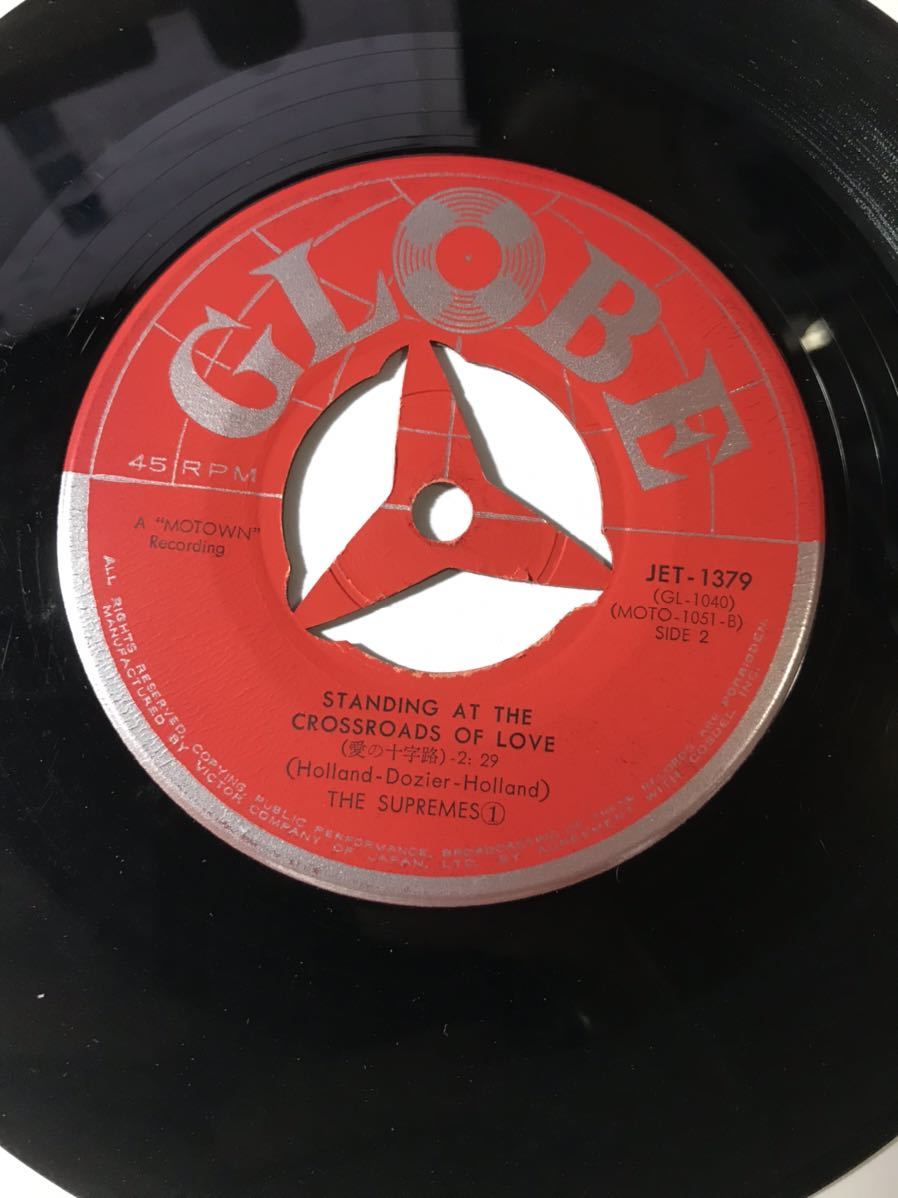 GLOBE
45 RPM
A "MOTOWN"
Recording
JET-1379
(GL-1040)
(MOTO-1051-B)
SIDE 2
STANDING AT THE
CROSSROADS OF LOVE
(愛の十字路)-2:29
(Holland-Dozier-Holland)
THE SUPREMES①
ALL RIGHTS RESERVED, COPYING, PUBLIC PERFORMANCE, BROADCASTING OF THESE RECORDS ARE FORBIDDEN.
MANUFACTURED BY VICTOR COMPANY OF JAPAN, LTD. BY AGREEMENT WITH COSDEL INC.